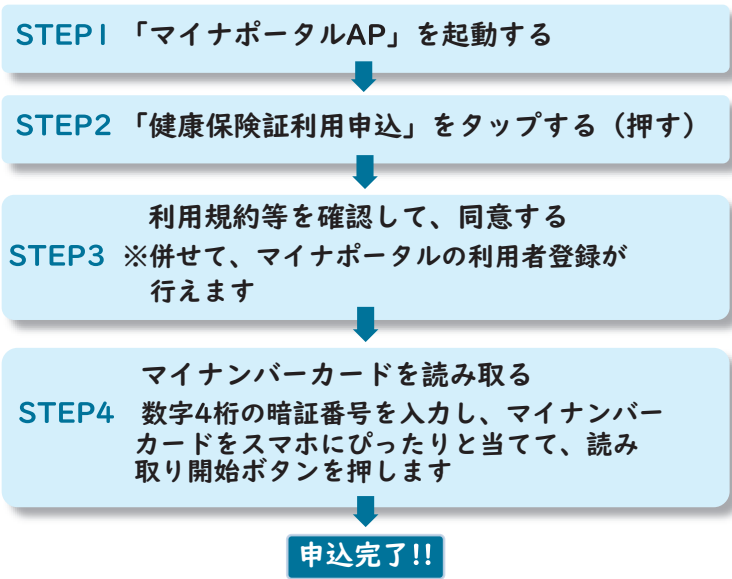 STEP1 「マイナポータルAP」を起動する
STEP2 「健康保険証利用申込」をタップする（押す）
利用規約等を確認して、同意する
STEP3 ※併せて、マイナポータルの利用者登録が
行えます
マイナンバーカードを読み取る
STEP4 数字4桁の暗証番号を入力し、マイナンバー
カードをスマホにぴったりと当てて、読み
取り開始ボタンを押します
申込完了!!